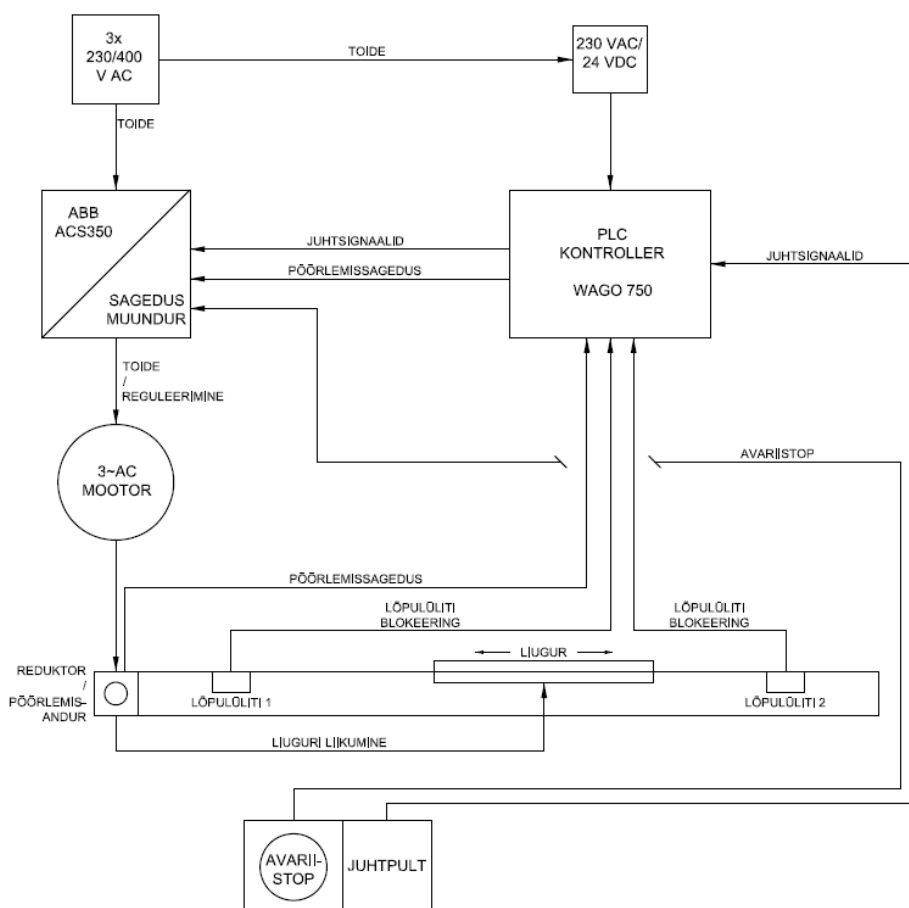 3x
230/400
V AC
TOIDE
230 VAC/
24 VDC
TOIDE
ABB
ACS350
SAGEDUS
MUUNDUR
JUHTSIGNAALID
PÖÖRLEMISSAGEDUS
PLC
KONTROLLER
WAGO 750
JUHTSIGNAALID
TOIDE
/
REGULEERIMINE
3~AC
MOOTOR
AVARIISTOP
PÖÖRLEMISSAGEDUS
LÕPULÜLITI
BLOKEERING
LÕPULÜLITI
BLOKEERING
LIUGUR
REDUKTOR
/
PÖÖRLEMIS-
ANDUR
LÕPULÜLITI 1
LÕPULÜLITI 2
LIUGURI LIIKUMINE
AVARII-
STOP
JUHTPULT